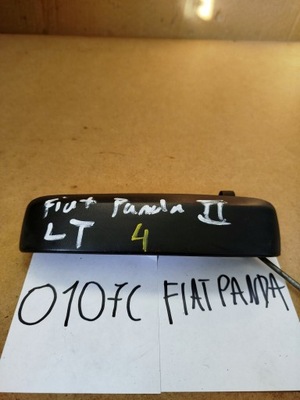 Fiat Panda II
LT 4
0107C FIAT PANDA